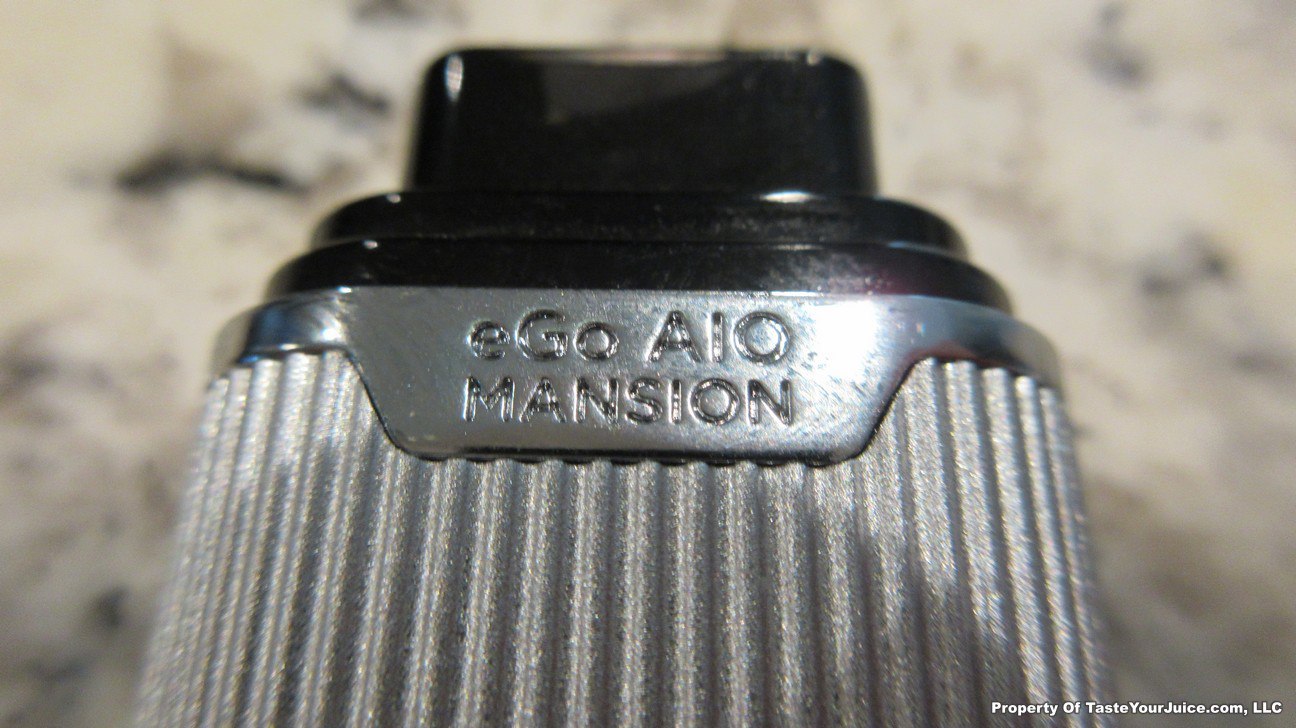 eGo AIO
MANSION
Property Of TasteYourJuice.com, LLC